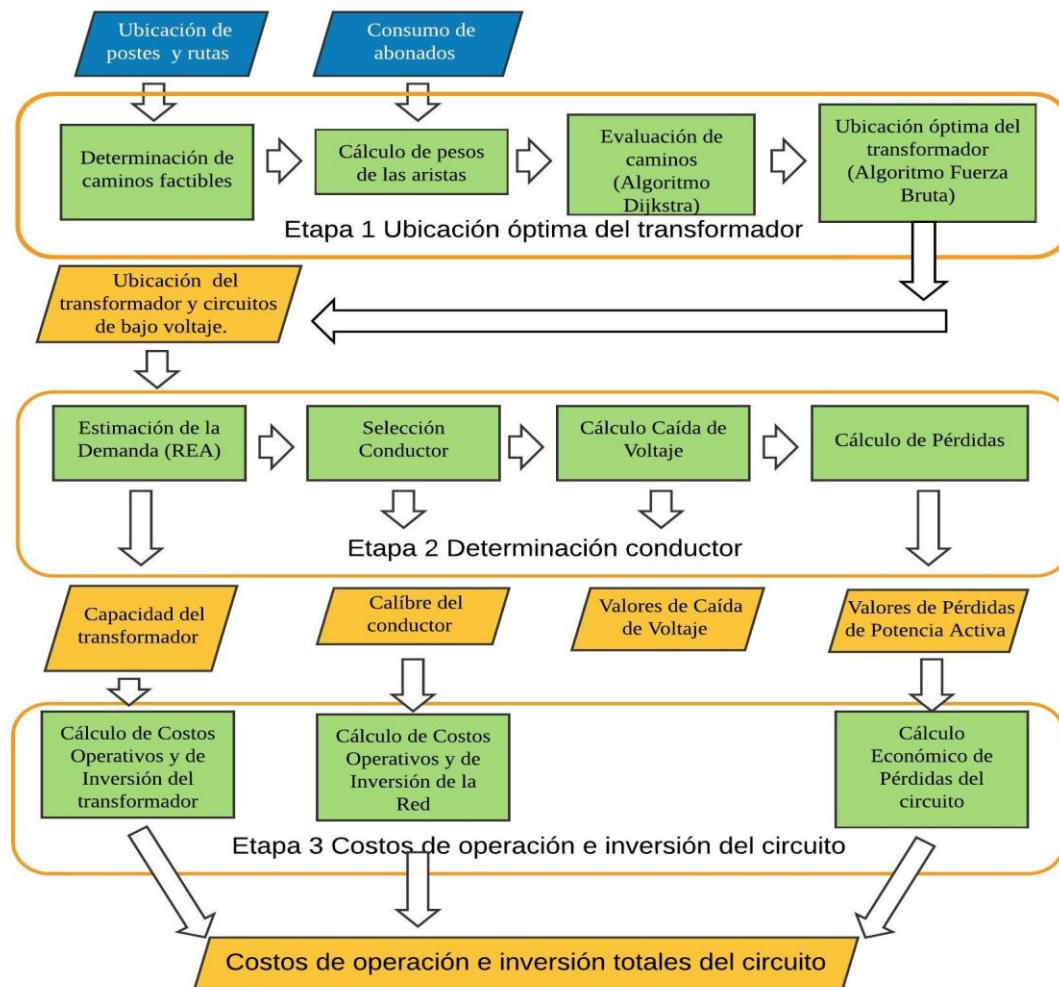 Ubicación de
postes y rutas
Consumo de
abonados
Determinación de
caminos factibles
Cálculo de pesos
de las aristas
Evaluación de
caminos
(Algoritmo
Dijkstra)
Ubicación óptima del
transformador
(Algoritmo Fuerza
Bruta)
Etapa 1 Ubicación óptima del transformador
Ubicación del
transformador y circuitos
de bajo voltaje.
Estimación de la
Demanda (REA)
Selección
Conductor
Cálculo Caída de
Voltaje
Cálculo de Pérdidas
Etapa 2 Determinación conductor
Capacidad del
transformador
Calíbre del
conductor
Valores de Caída
de Voltaje
Valores de Pérdidas
de Potencia Activa
Cálculo de Costos
Operativos y de
Inversión del
transformador
Cálculo de Costos
Operativos y de
Inversión de la
Red
Cálculo
Económico de
Pérdidas del
circuito
Etapa 3 Costos de operación e inversión del circuito
Costos de operación e inversión totales del circuito